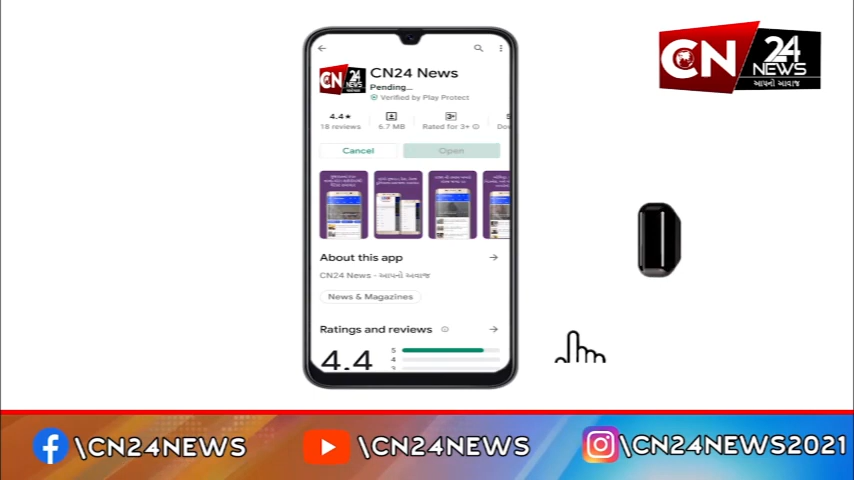 CN24 News
Pending...
Verified by Play Protect
4.4★
18 reviews
6.7 MB
3+
Rated for 3+
Cancel
Open
About this app
CN24 News - આપનો અવાજ
News & Magazines
Ratings and reviews
4.4
5
4
3
CN 24 NEWS
આપનો અવાજ
\CN24NEWS
\CN24NEWS
\CN24NEWS2021